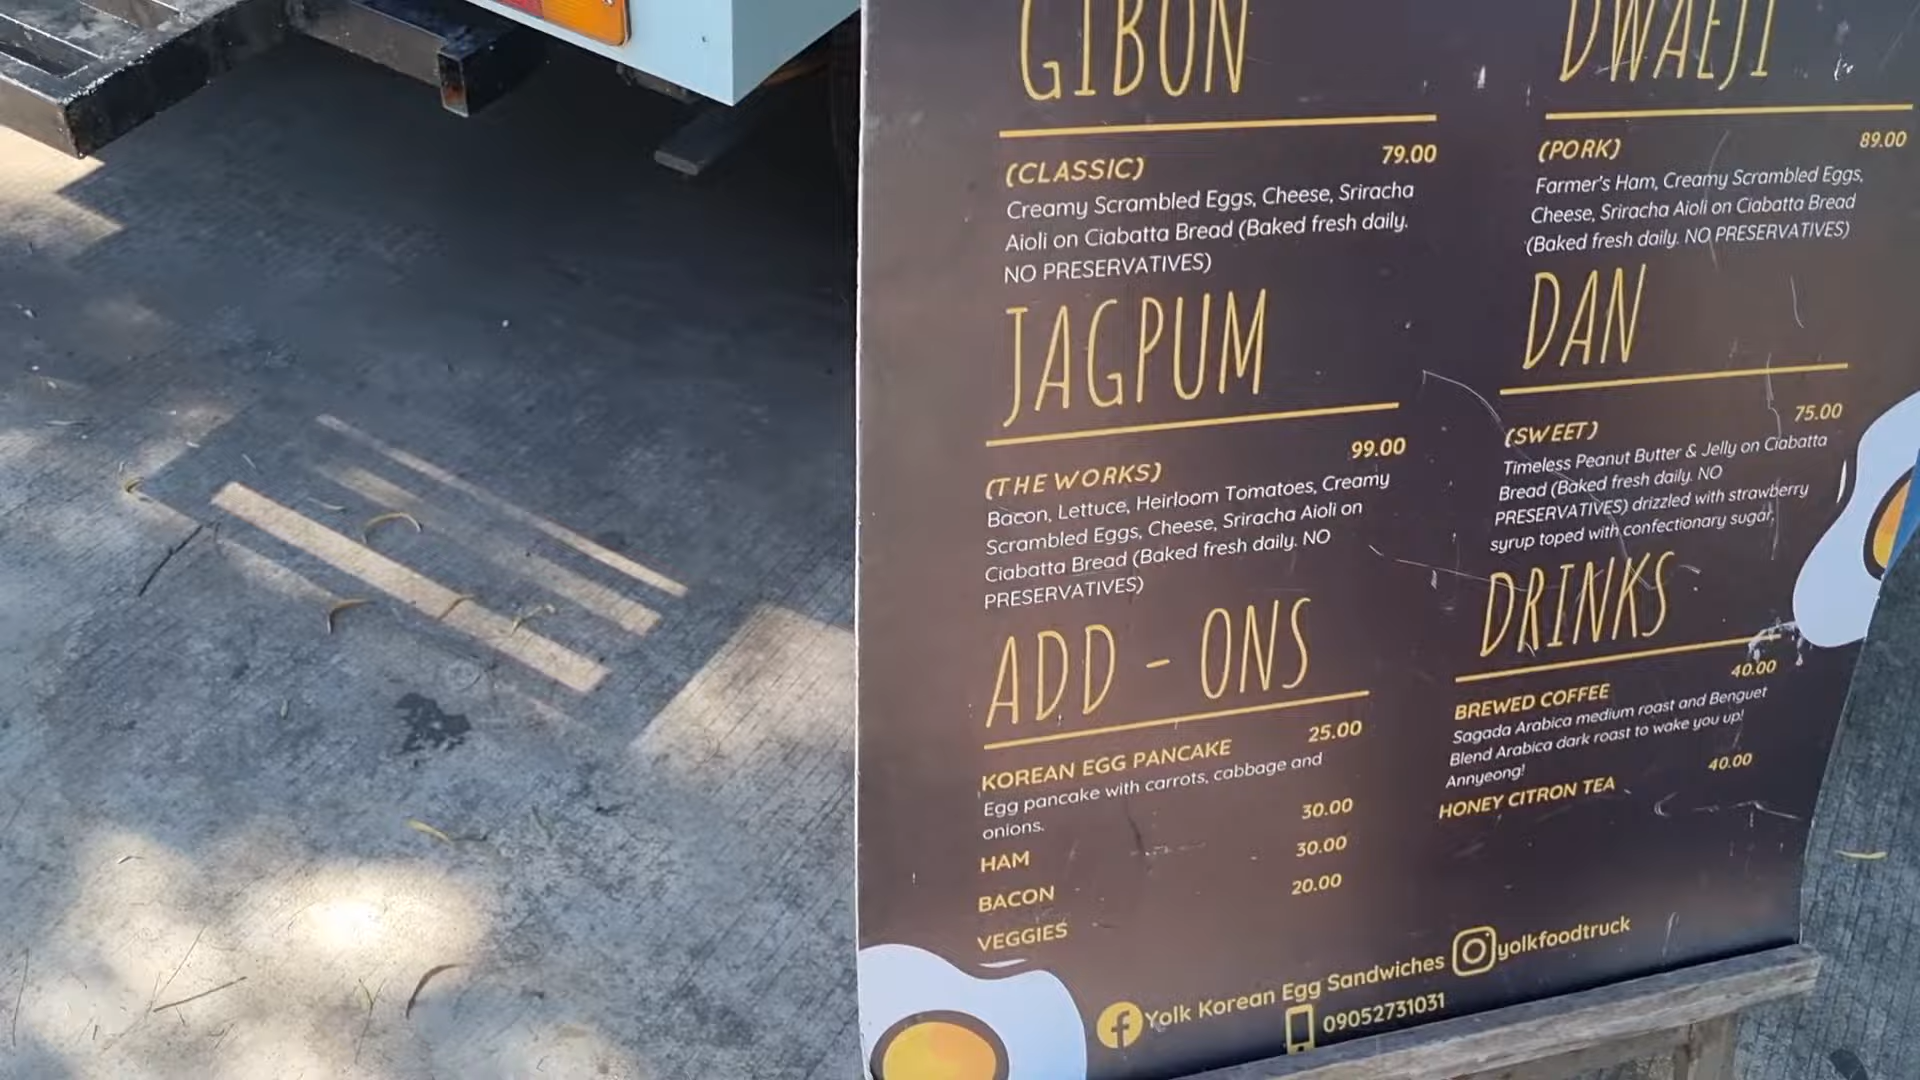 GIBON
(CLASSIC) 79.00
Creamy Scrambled Eggs, Cheese, Sriracha
Aioli on Ciabatta Bread (Baked fresh daily.
NO PRESERVATIVES)
JAGPUM
(THE WORKS) 99.00
Bacon, Lettuce, Heirloom Tomatoes, Creamy
Scrambled Eggs, Cheese, Sriracha Aioli on
Ciabatta Bread (Baked fresh daily. NO
PRESERVATIVES)
ADD - ONS
KOREAN EGG PANCAKE 25.00
Egg pancake with carrots, cabbage and
onions.
30.00
HAM
30.00
BACON
20.00
VEGGIES
DWAEJI
(PORK) 89.00
Farmer's Ham, Creamy Scrambled Eggs,
Cheese, Sriracha Aioli on Ciabatta Bread
(Baked fresh daily. NO PRESERVATIVES)
DAN
(SWEET) 75.00
Timeless Peanut Butter & Jelly on Ciabatta
Bread (Baked fresh daily. NO
PRESERVATIVES) drizzled with strawberry
syrup toped with confectionary sugar,
DRINKS
40.00
BREWED COFFEE
Sagada Arabica medium roast and Benguet
Blend Arabica dark roast to wake you up!
Annyeong!
40.00
HONEY CITRON TEA
Yolk Korean Egg Sandwiches yolkfoodtruck
09052731031